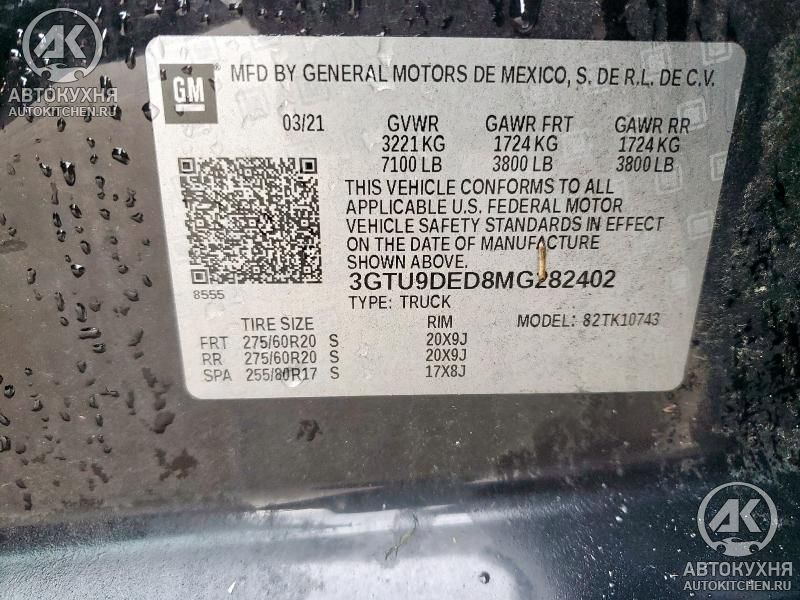 АВТОКУХНЯ
AUTOKITCHEN.RU
GM ® MFD BY GENERAL MOTORS DE MEXICO, S. DE R.L. DE C.V.
03/21 GVWR GAWR FRT GAWR RR
3221 KG 1724 KG 1724 KG
7100 LB 3800 LB 3800 LB
THIS VEHICLE CONFORMS TO ALL
APPLICABLE U.S. FEDERAL MOTOR
VEHICLE SAFETY STANDARDS IN EFFECT
ON THE DATE OF MANUFACTURE
SHOWN ABOVE.
8555
3GTU9DED8MG282402
TYPE: TRUCK
MODEL: 82TK10743
TIRE SIZE RIM
FRT 275/60R20 S 20X9J
RR 275/60R20 S 20X9J
SPA 255/80R17 S 17X8J
АК
АВТОКУХНЯ
AUTOKITCHEN.RU